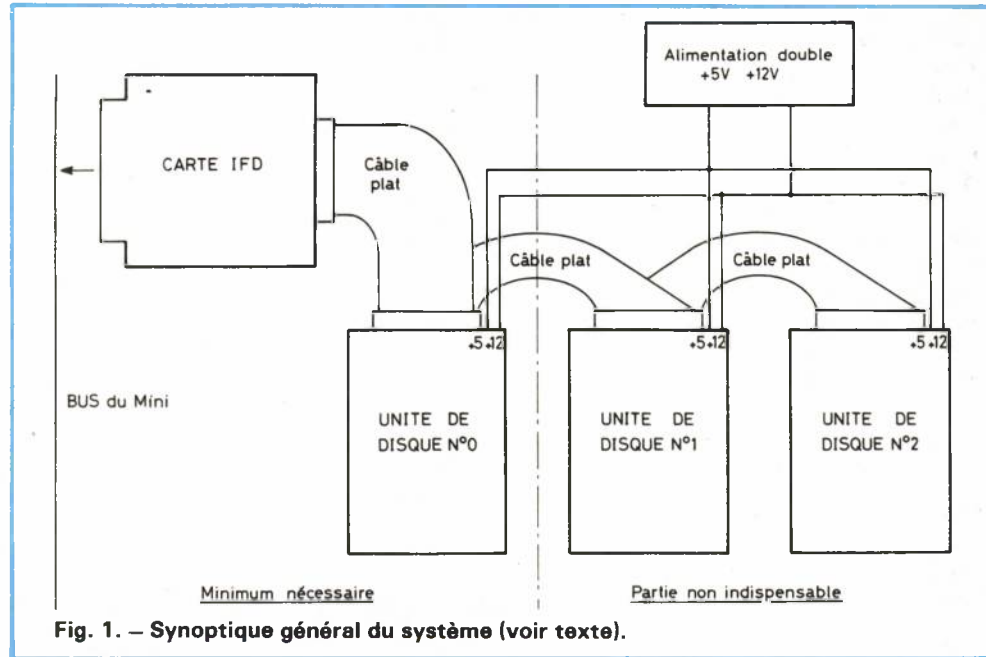 Alimentation double
+5V +12V
CARTE IFD
Câble
plat
Câble plat
Câble plat
+5 +12
+5 +12
+5 +12
BUS du Mini
UNITE DE
DISQUE N°0
UNITE DE
DISQUE N°1
UNITE DE
DISQUE N°2
Minimum nécessaire
Partie non indispensable
Fig. 1. – Synoptique général du système (voir texte).